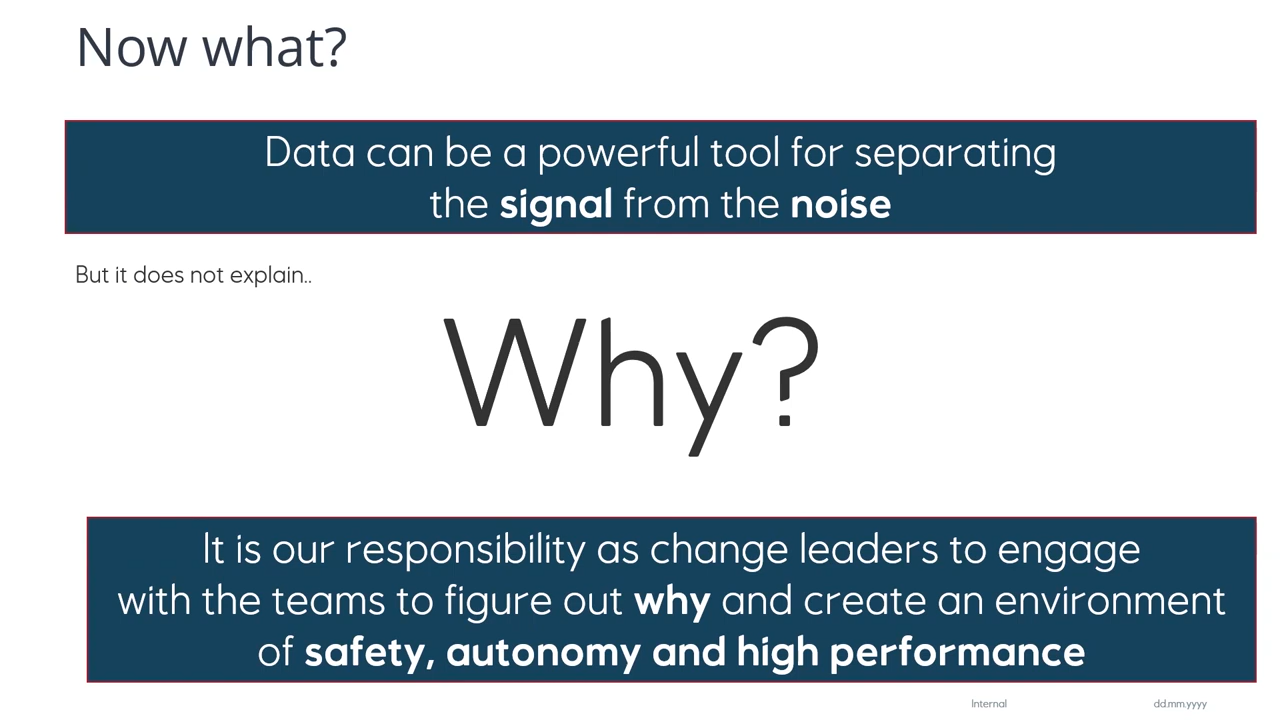 Now what?
Data can be a powerful tool for separating
the signal from the noise
But it does not explain..
Why?
It is our responsibility as change leaders to engage
with the teams to figure out why and create an environment
of safety, autonomy and high performance
Internal
dd.mm.yyyy